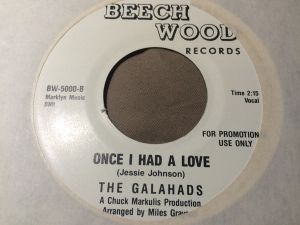 BEECH
WOOD
RECORDS
BW-5000-B
Marklyn Music
BMI
Time 2:15
Vocal
FOR PROMOTION
USE ONLY
ONCE I HAD A LOVE
(Jessie Johnson)
THE GALAHADS
A Chuck Markulis Production
Arranged by Miles